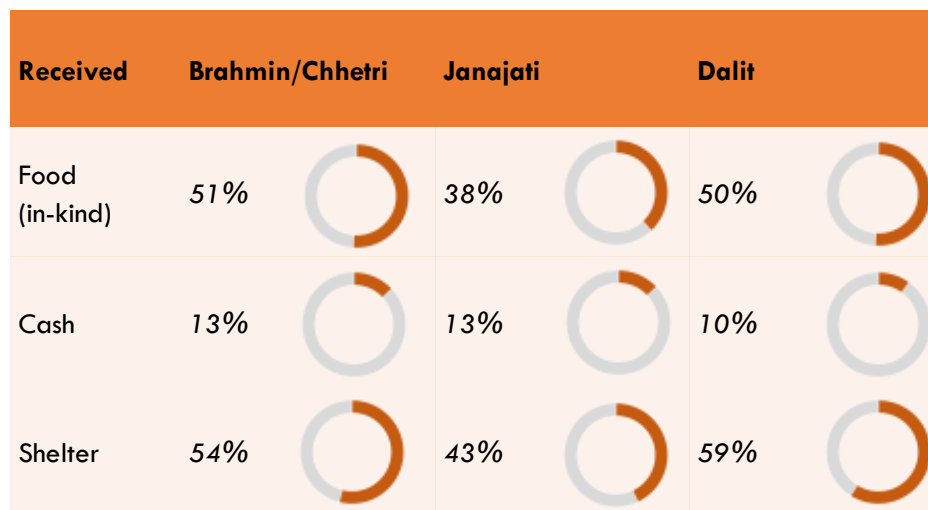 Received Brahmin/Chhetri Janajati Dalit
Food
(in-kind) 51% 38% 50%
Cash 13% 13% 10%
Shelter 54% 43% 59%